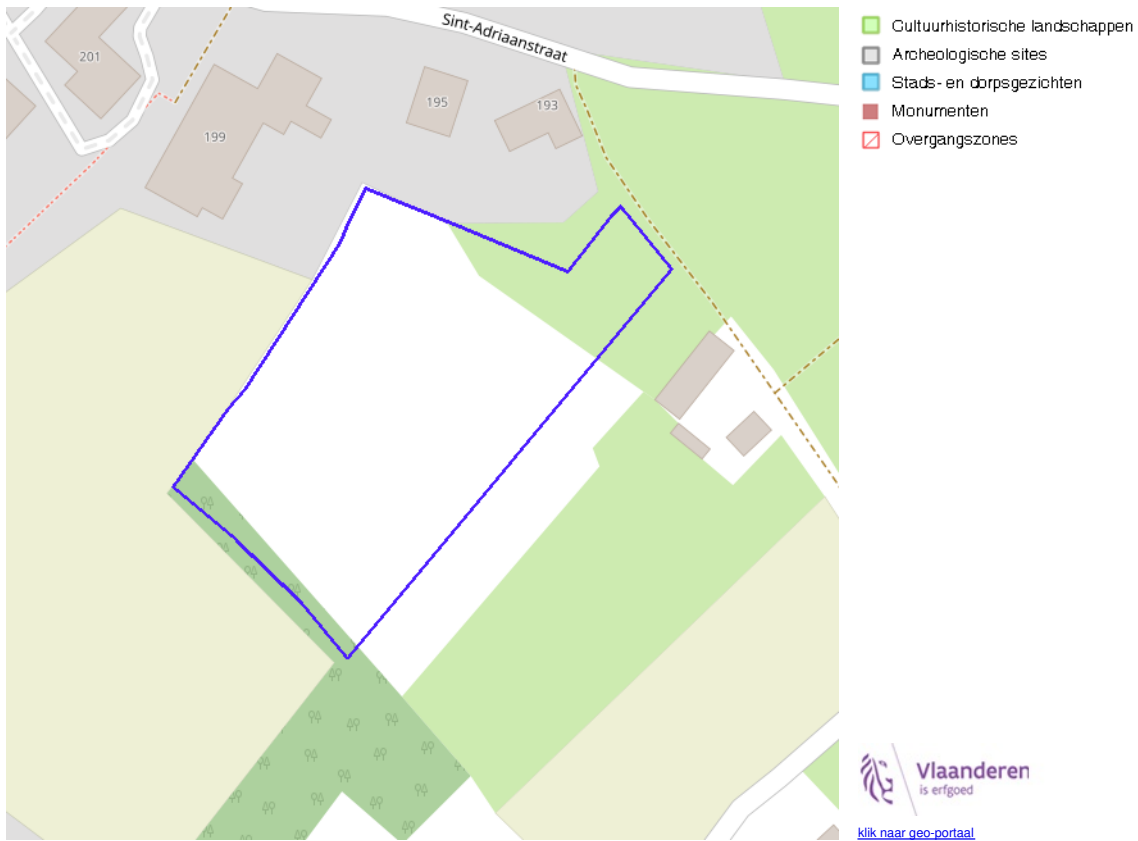 Sint-Adriaanstraat
201
195
193
199
Cultuurhistorische landschappen
Archeologische sites
Stads- en dorpsgezichten
Monumenten
Overgangszones
Vlaanderen
is erfgoed
klik naar geo-portaal